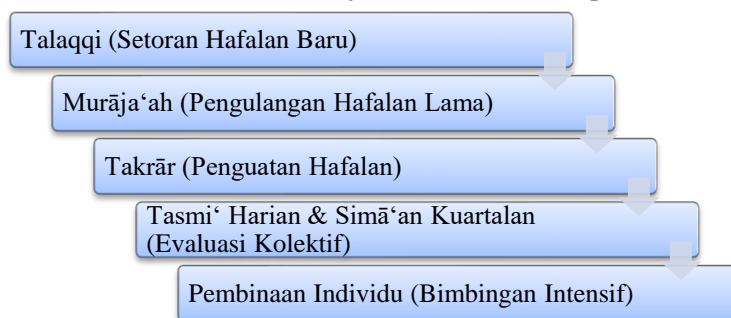 Talaqqi (Setoran Hafalan Baru)
Murāja‘ah (Pengulangan Hafalan Lama)
Takrār (Penguatan Hafalan)
Tasmi‘ Harian & Simā‘an Kuartalan
(Evaluasi Kolektif)
Pembinaan Individu (Bimbingan Intensif)